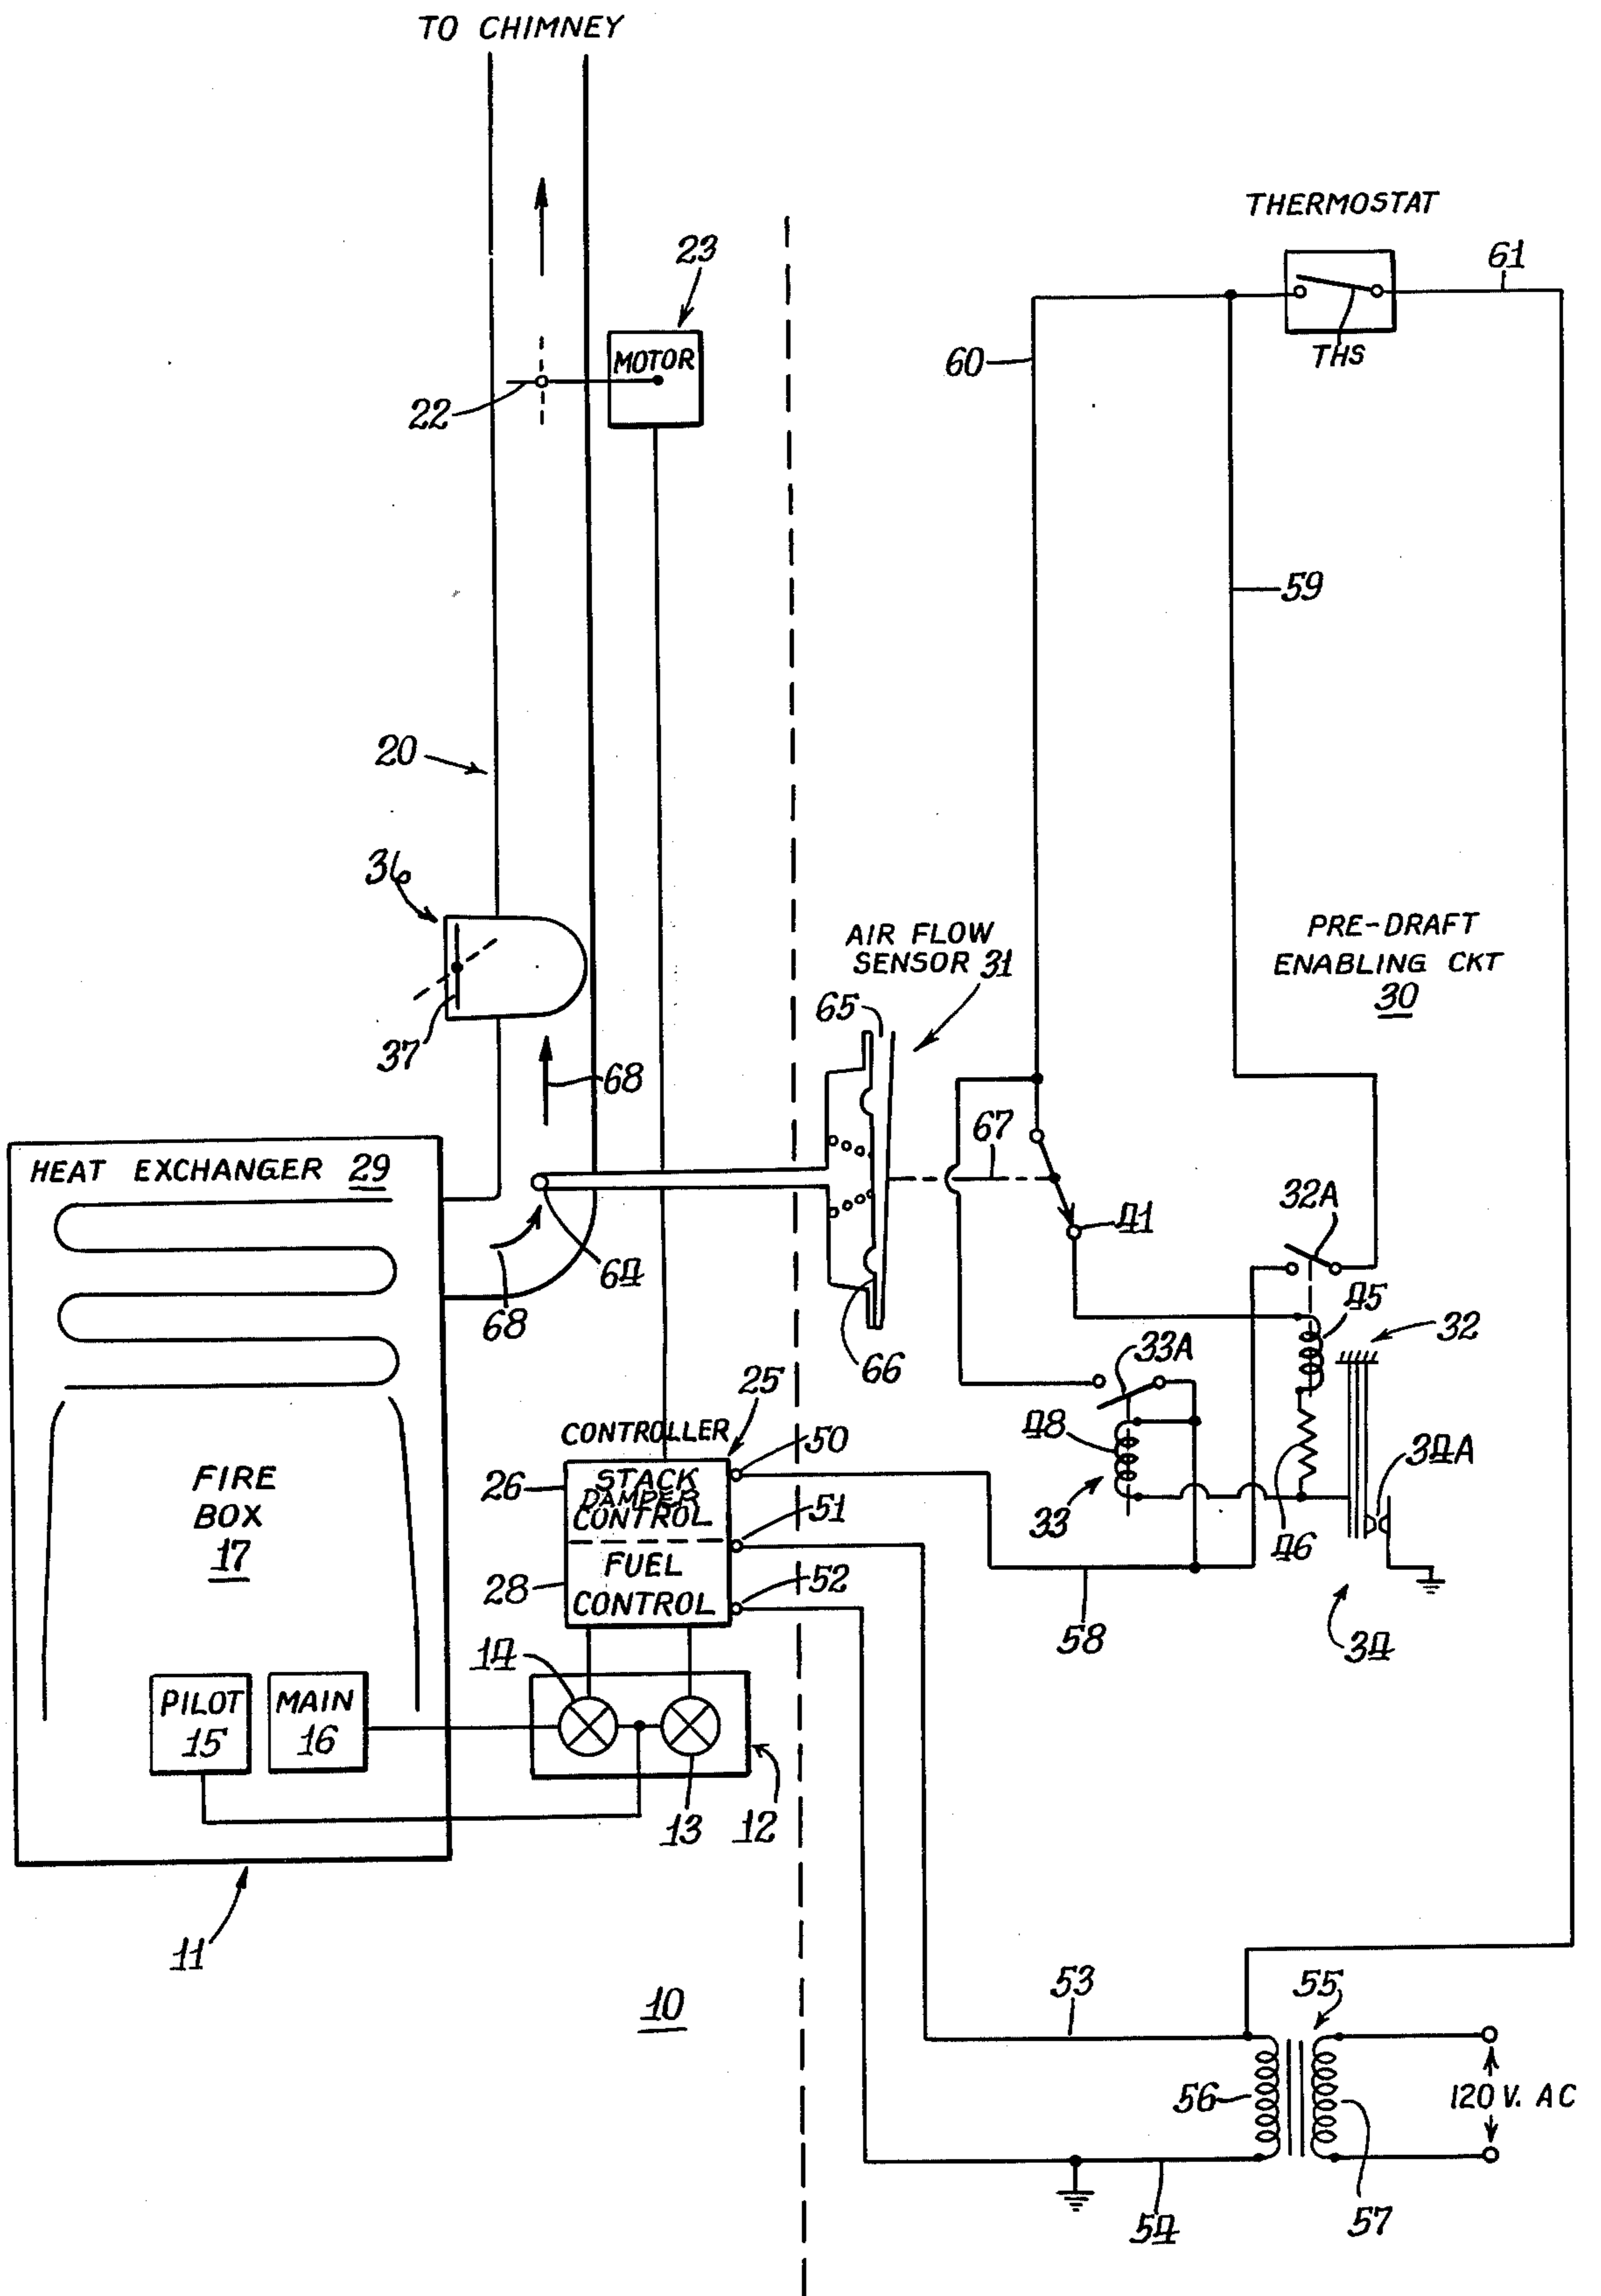 TO CHIMNEY
THERMOSTAT
23
61
MOTOR
THS
60
22
59
20
36
AIR FLOW
SENSOR 31
PRE-DRAFT
ENABLING CKT
30
65
37
68
67
HEAT EXCHANGER 29
32A
41
64
45
68
32
33A
66
25
CONTROLLER
50
48
34A
26
STACK
DAMPER
CONTROL
FIRE
BOX
17
51
33
46
FUEL
CONTROL
28
52
58
34
14
PILOT
15
MAIN
16
13
12
11
10
53
55
56
120 V. AC
57
54